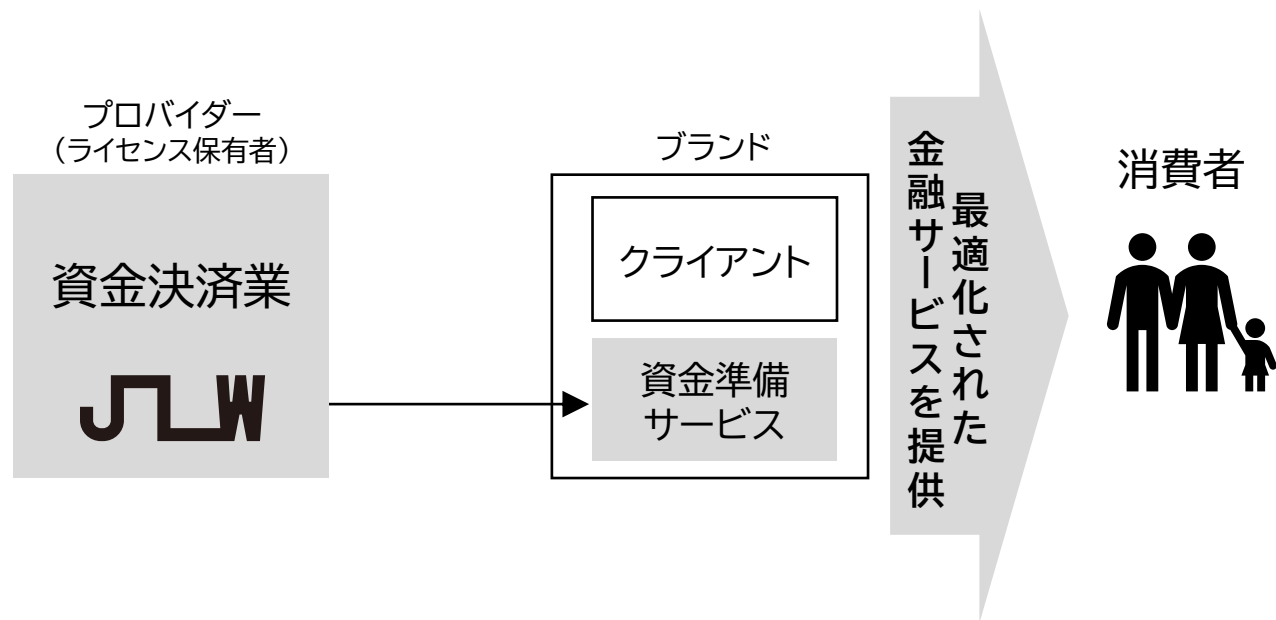 プロバイダー
（ライセンス保有者）
資金決済業
JLW
ブランド
クライアント
資金準備
サービス
最適化された
金融サービスを提供
消費者